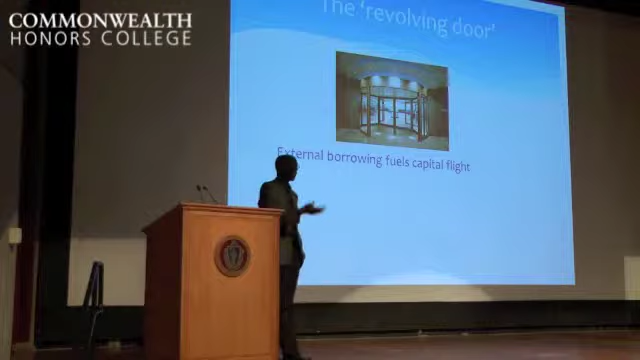 COMMONWEALTH
HONORS COLLEGE
The 'revolving door'
External borrowing fuels capital flight